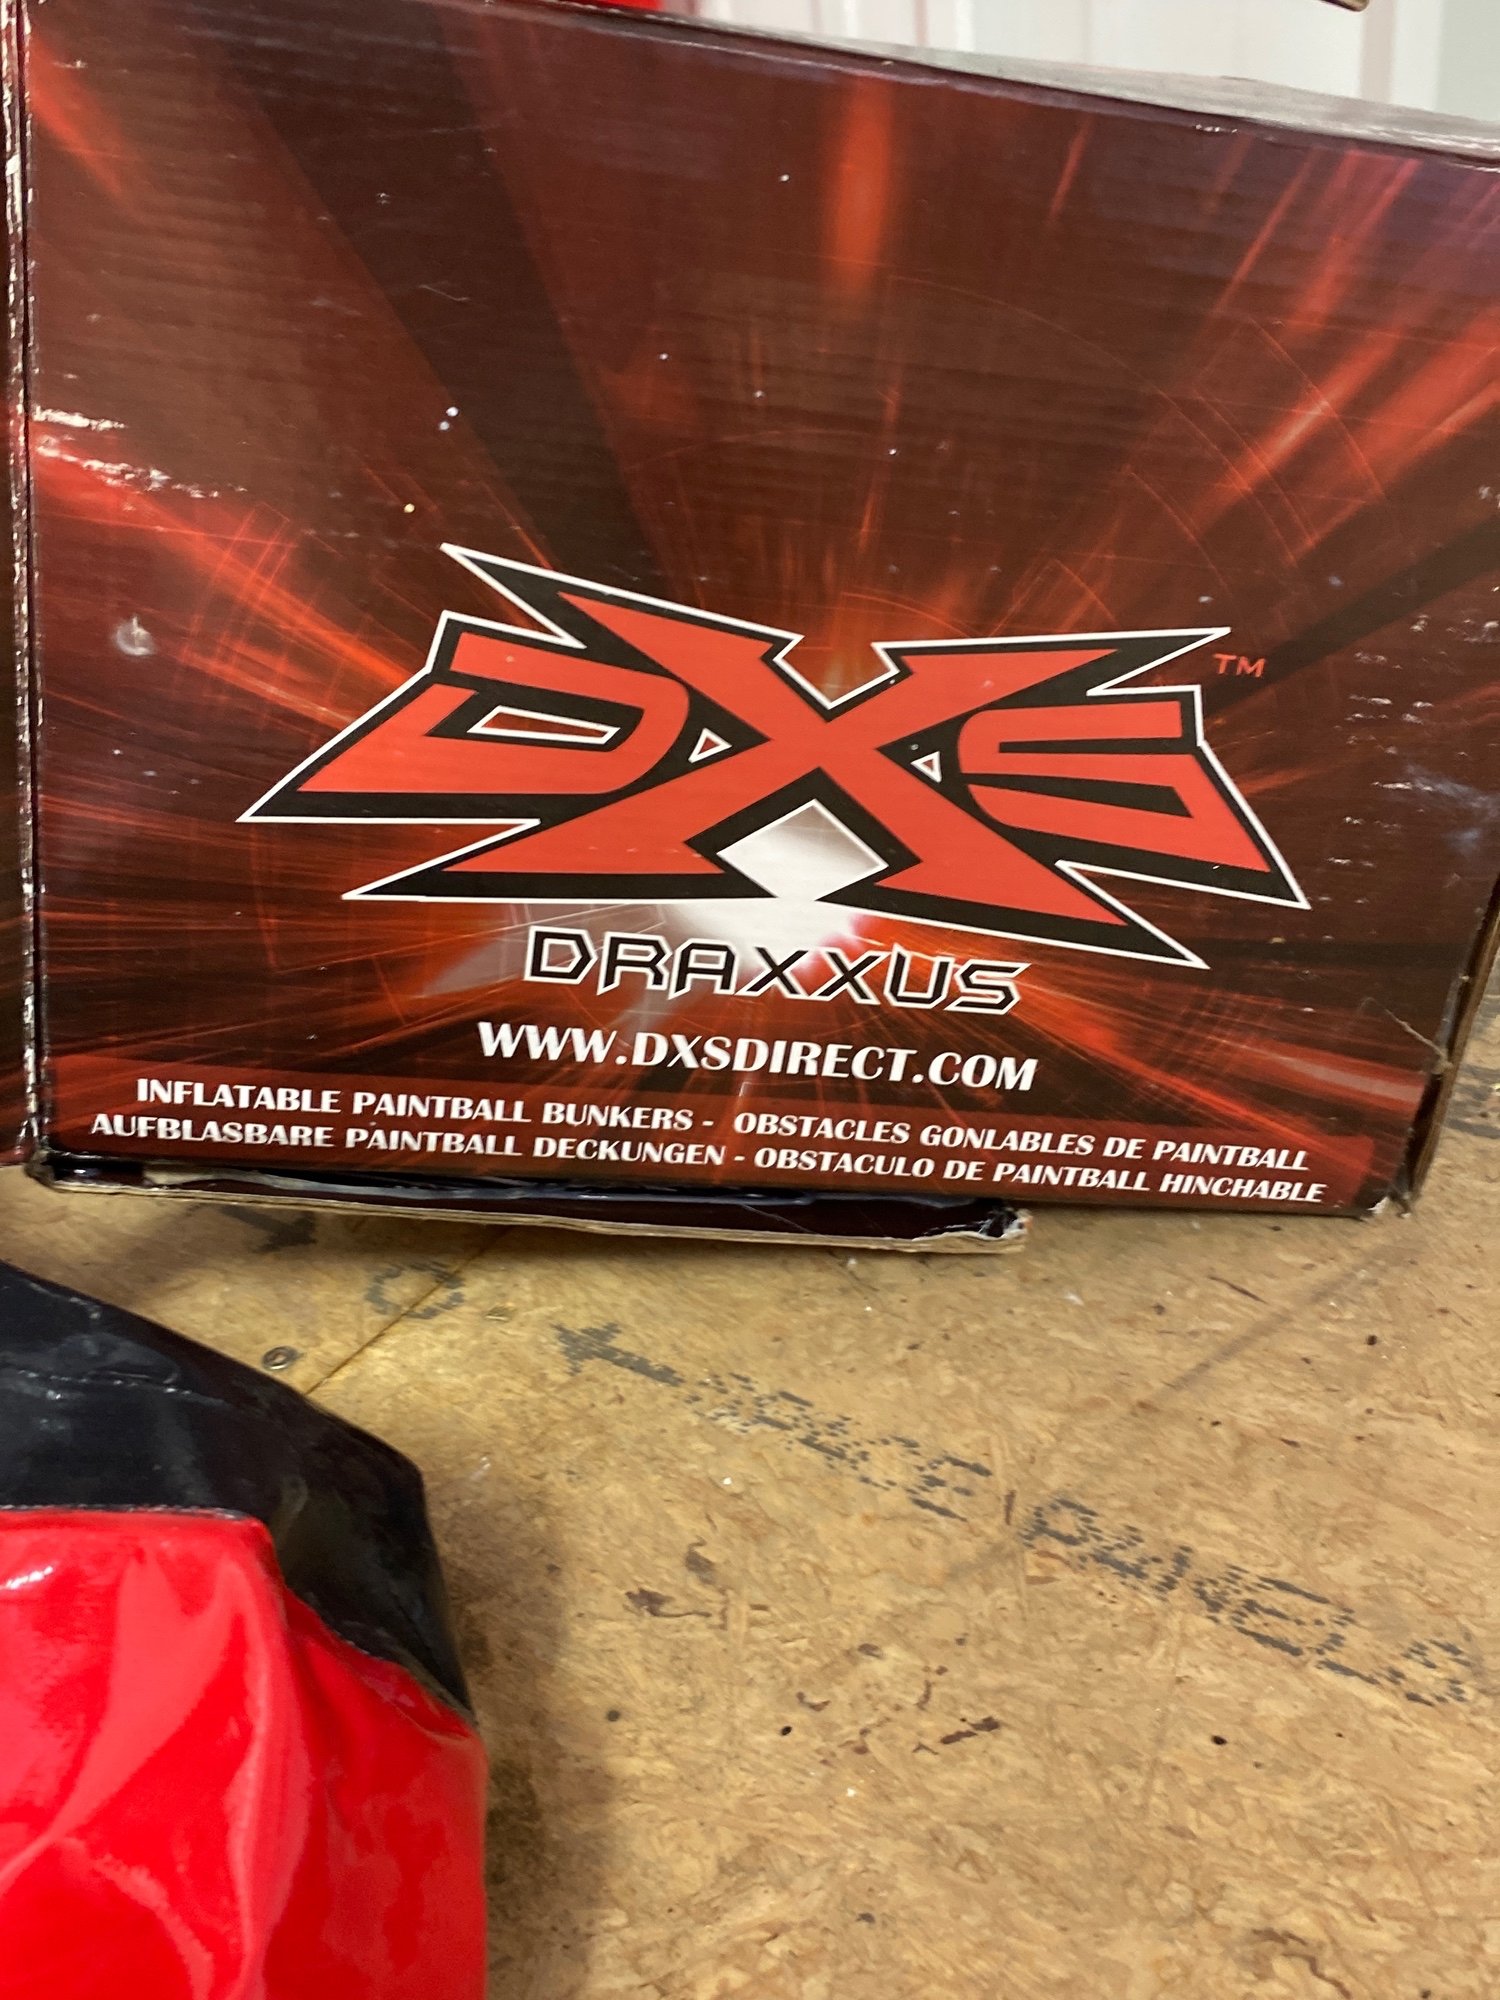 DXS™
DRAXXUS
WWW.DXSDIRECT.COM
INFLATABLE PAINTBALL BUNKERS - OBSTACLES GONLABLES DE PAINTBALL
AUFBLASBARE PAINTBALL DECKUNGEN - OBSTACULO DE PAINTBALL HINCHABLE
PANELS